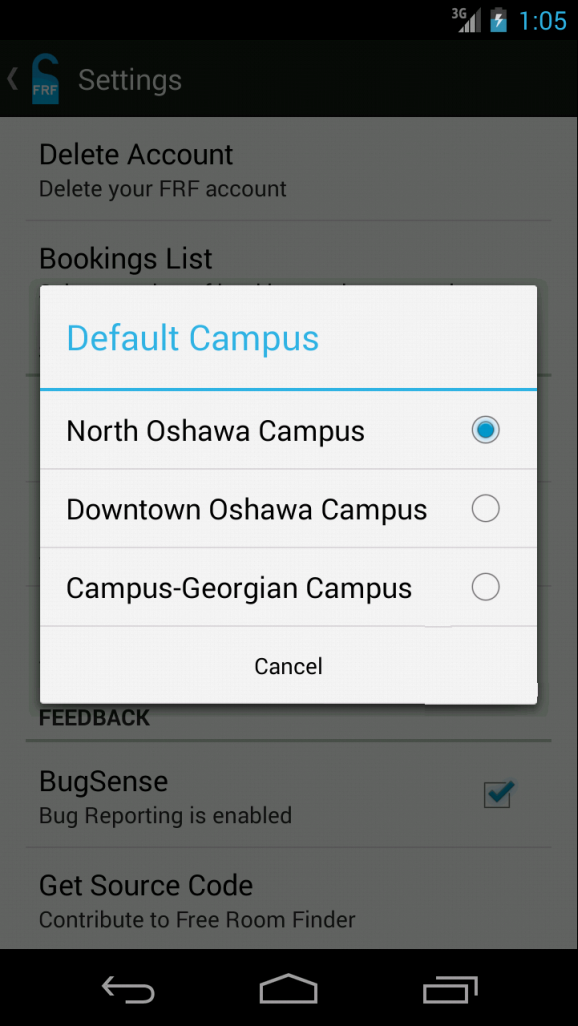 3G 1:05
FRF Settings
Delete Account
Delete your FRF account
Bookings List
Default Campus
North Oshawa Campus
Downtown Oshawa Campus
Campus-Georgian Campus
Cancel
FEEDBACK
BugSense
Bug Reporting is enabled
Get Source Code
Contribute to Free Room Finder